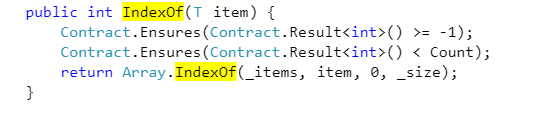 public int IndexOf(T item) {
Contract.Ensures(Contract.Result<int>() >= -1);
Contract.Ensures(Contract.Result<int>() < Count);
return Array.IndexOf(_items, item, 0, _size);
}